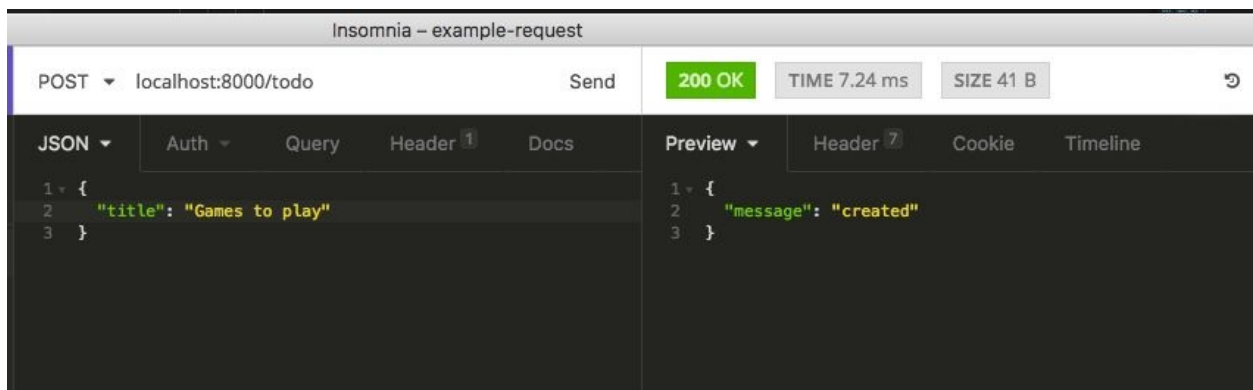 Insomnia – example-request
POST localhost:8000/todo Send 200 OK TIME 7.24 ms SIZE 41 B
JSON Auth Query Header 1 Docs Preview Header 7 Cookie Timeline
1 { 1 {
2 "title": "Games to play" 2 "message": "created"
3 } 3 }